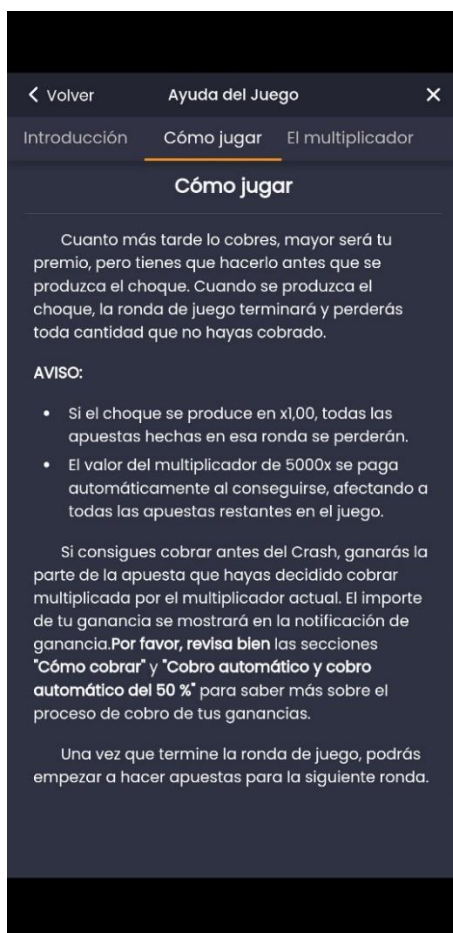 Volver
Ayuda del Juego
Introducción
Cómo jugar
El multiplicador
Cómo jugar
Cuanto más tarde lo cobres, mayor será tu
premio, pero tienes que hacerlo antes que se
produzca el choque. Cuando se produzca el
choque, la ronda de juego terminará y perderás
toda cantidad que no hayas cobrado.
AVISO:
• Si el choque se produce en x1,00, todas las
apuestas hechas en esa ronda se perderán.
• El valor del multiplicador de 5000x se paga
automáticamente al conseguirse, afectando a
todas las apuestas restantes en el juego.
Si consigues cobrar antes del Crash, ganarás la
parte de la apuesta que hayas decidido cobrar
multiplicada por el multiplicador actual. El importe
de tu ganancia se mostrará en la notificación de
ganancia.Por favor, revisa bien las secciones
"Cómo cobrar" y "Cobro automático y cobro
automático del 50 %" para saber más sobre el
proceso de cobro de tus ganancias.
Una vez que termine la ronda de juego, podrás
empezar a hacer apuestas para la siguiente ronda.